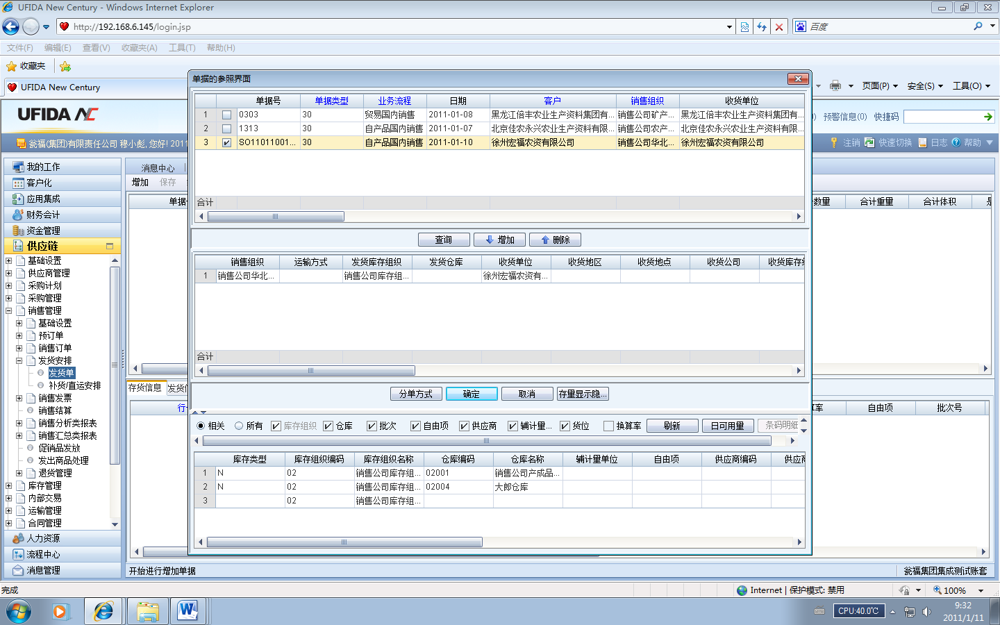 UFIDA New Century - Windows Internet Explorer
http://192.168.6.145/login.jsp
百度
文件(F) 编辑(E) 查看(V) 收藏夹(A) 工具(T) 帮助(H)
收藏夹
UFIDA New Century
页面(P) 安全(S) 工具(O)
UFIDA NC
预警信息(0) 快捷码
瓮福(集团)有限责任公司 穆小彪, 您好! 2011
注销 快速切换 日志 帮助
我的工作
客户化
应用集成
财务会计
资金管理
供应链
基础设置
供应商管理
采购计划
采购管理
销售管理
基础设置
预订单
销售订单
发货安排
发货单
补货/直运安排
销售发票
销售结算
销售分析类报表
销售汇总类报表
促销品发放
发出商品处理
退货管理
库存管理
内部交易
运输管理
合同管理
人力资源
流程中心
消息管理
消息中心
增加 保存
单据
数量 合计重量 合计体积
存货信息 发货信
行
算率 自由项 批次号
单据的参照界面
单据号 单据类型 业务流程 日期 客户 销售组织 收货单位
1 0303 30 贸易国内销售 2011-01-08 黑龙江倍丰农业生产资料集团有... 销售公司矿产... 黑龙江倍丰农业生产资料集团有...
2 1313 30 自产品国内销售 2011-01-07 北京佳农永兴农业生产资料有限... 销售公司农产... 北京佳农永兴农业生产资料有限...
3 SO11011001... 30 自产品国内销售 2011-01-10 徐州宏福农资有限公司 销售公司华北... 徐州宏福农资有限公司
合计
查询 增加 删除
销售组织 运输方式 发货库存组织 发货仓库 收货单位 收货地区 收货地点 收货公司 收货库存组
1 销售公司华北... 销售公司库存组... 徐州宏福农资有...
合计
分单方式 确定 取消 存量显示隐...
相关 所有 库存组织 仓库 批次 自由项 供应商 辅计量... 货位 换算率 刷新 日可用量 条码明细
库存类型 库存组织编码 库存组织名称 仓库编码 仓库名称 辅计量单位 自由项 供应商编码 供应商
1 N 02 销售公司库存组... 02001 销售公司产成品...
2 N 02 销售公司库存组... 02004 大郎仓库
3 02 销售公司库存组...
开始进行增加单据
瓮福集团集成测试账套
完成
Internet | 保护模式: 禁用
100%
CPU:40.0℃
9:32
2011/1/11